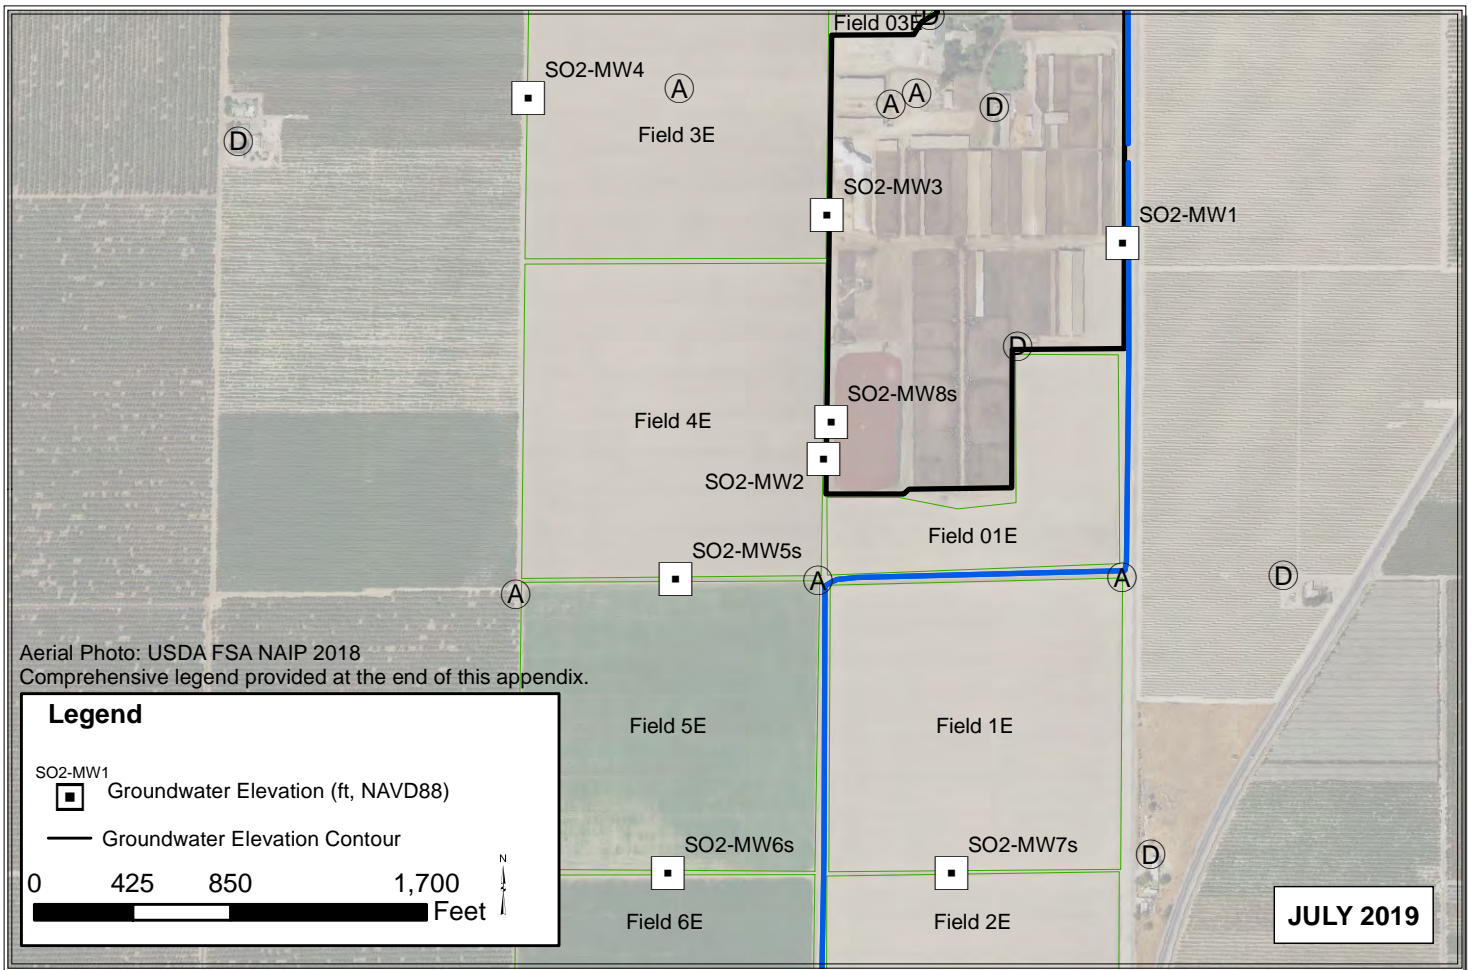 Field 03E
D
SO2-MW4
A
A
A
D
Field 3E
D
SO2-MW3
SO2-MW1
D
SO2-MW8s
Field 4E
SO2-MW2
Field 01E
SO2-MW5s
A
A
A
D
Aerial Photo: USDA FSA NAIP 2018
Comprehensive legend provided at the end of this appendix.
Legend
SO2-MW1
Groundwater Elevation (ft, NAVD88)
Groundwater Elevation Contour
N
S
0 425 850 1,700
Feet
Field 5E
Field 1E
SO2-MW6s
SO2-MW7s
D
Field 6E
Field 2E
JULY 2019